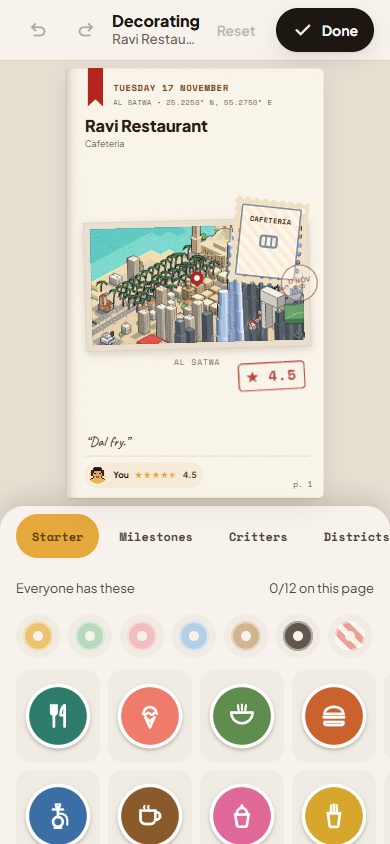 Decorating
Ravi Restau...
Reset
Done
TUESDAY 17 NOVEMBER
AL SATWA • 25.2250° N, 55.2750° E
Ravi Restaurant
Cafeteria
CAFETERIA
17 NOV
AL SATWA
★ 4.5
“Dal fry.”
You ★★★★★ 4.5
p. 1
Starter
Milestones
Critters
Districts
Everyone has these
0/12 on this page